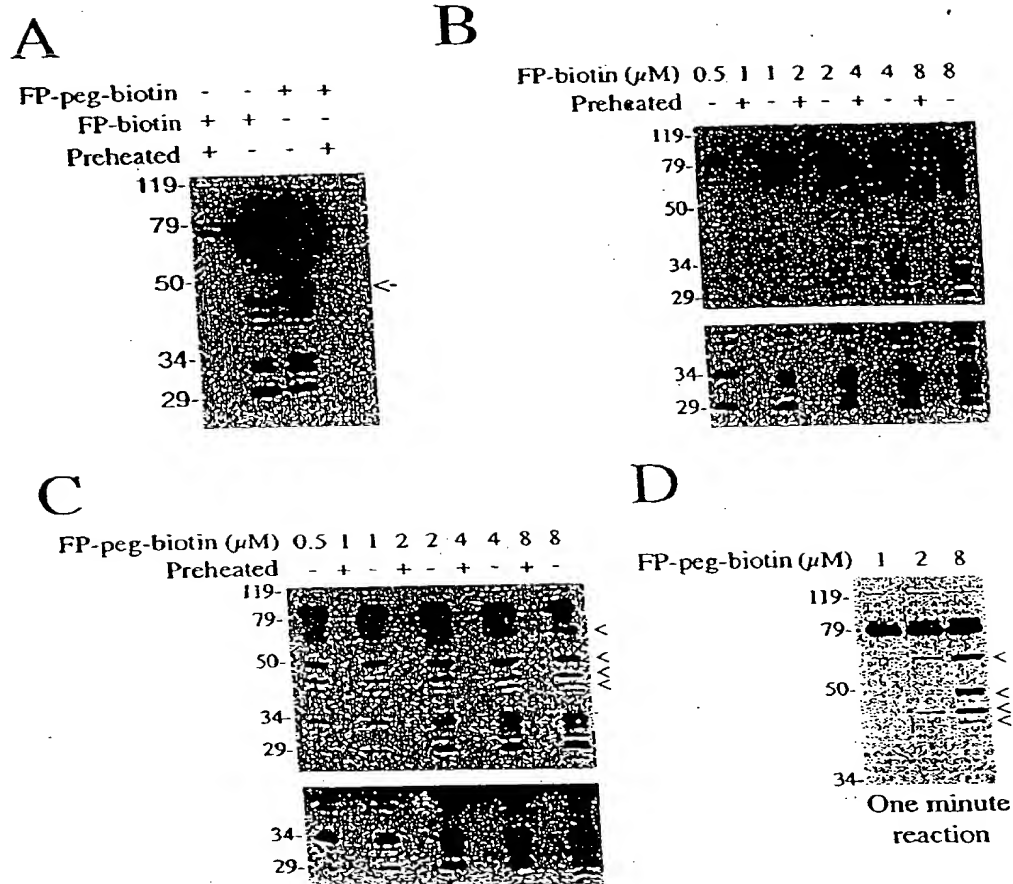 A
FP-peg-biotin - - + +
FP-biotin + + - -
Preheated + - - +
119-
79-
50-
<-
34-
29-
B
FP-biotin (μM) 0.5 1 1 2 2 4 4 8 8
Preheated - + - + - + - + -
119-
79-
50-
34-
29-
34-
29-
C
FP-peg-biotin (μM) 0.5 1 1 2 2 4 4 8 8
Preheated - + - + - + - + -
119-
79-
<
50-
<
<
<
34-
29-
34-
29-
D
FP-peg-biotin (μM) 1 2 8
119-
79-
<
50-
<
<
<
34-
One minute
reaction